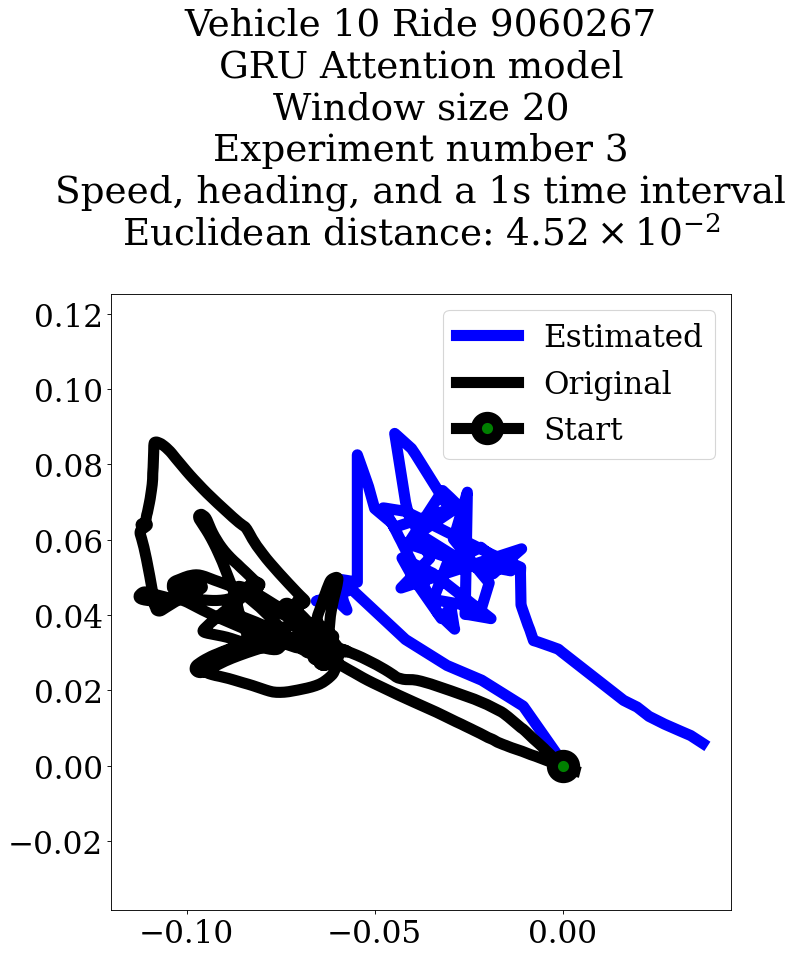 Vehicle 10 Ride 9060267
GRU Attention model
Window size 20
Experiment number 3
Speed, heading, and a 1s time interval
Euclidean distance: 4.52 × 10⁻²
Estimated
Original
Start
0.12
0.10
0.08
0.06
0.04
0.02
0.00
−0.02
−0.10 −0.05 0.00